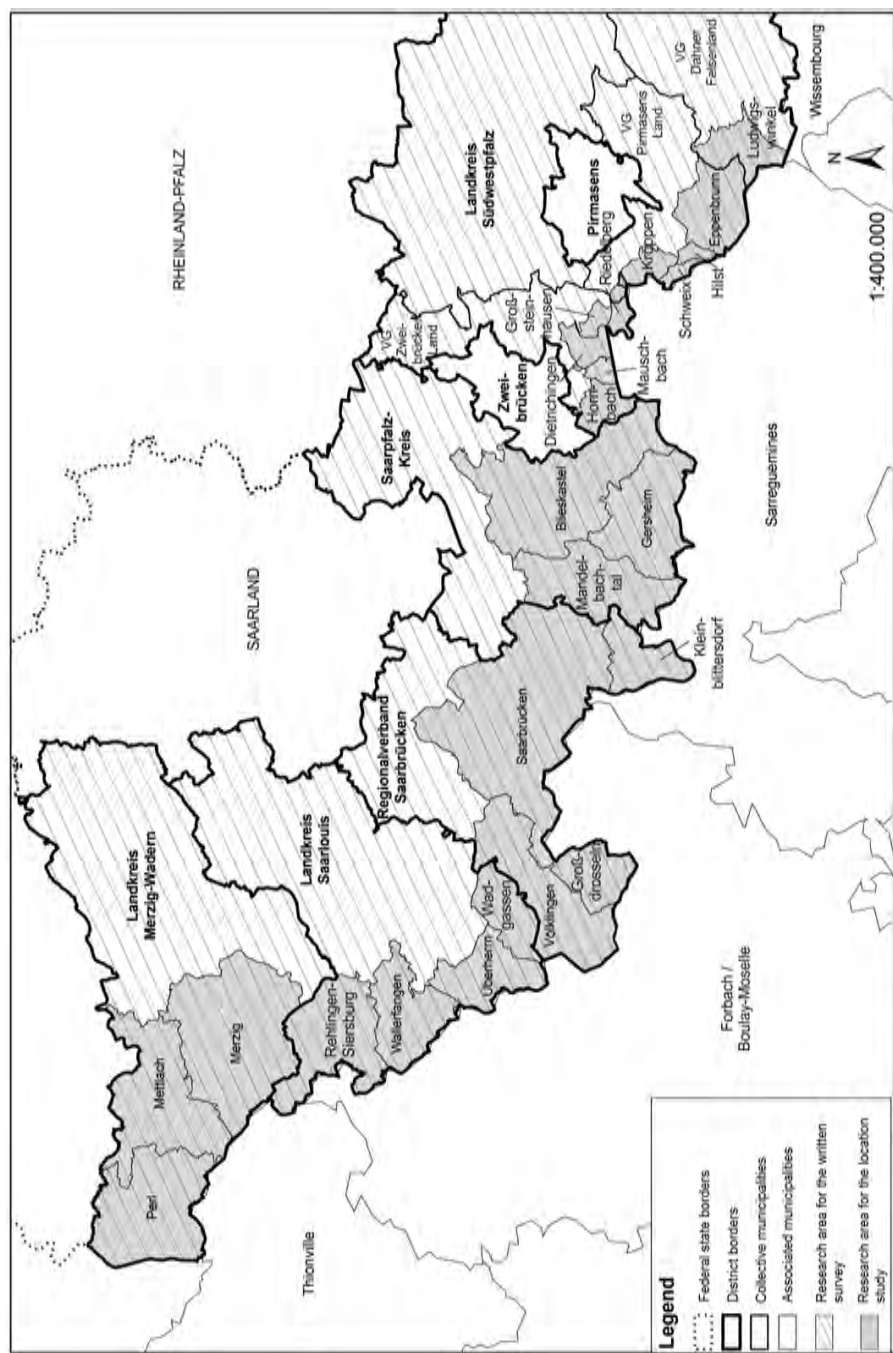 RHEINLAND-PFALZ
SAARLAND
Landkreis
Merzig-Wadern
Landkreis
Saarlouis
Regionalverband
Saarbrücken
Saarpfalz-
Kreis
Landkreis
Südwestpfalz
Pirmasens
Zwei-
brücken
VG
Zwei-
brücken
Land
VG
Pirmasens
Land
VG
Dahner
Felsenland
Perl
Mettlach
Merzig
Rehlingen-
Siersburg
Wallerfangen
Überherrn
Wad-
gassen
Völklingen
Groß-
rosseln
Saarbrücken
Klein-
blittersdorf
Mandel-
bach-
tal
Blieskastel
Gersheim
Dietrichingen
Horn-
bach
Mausch-
bach
Groß-
stein-
hausen
Riedelberg
Kröppen
Schweix
Hilst
Eppenbrunn
Ludwigs-
winkel
Wissembourg
Sarreguemines
Forbach /
Boulay-Moselle
Thionville
N
1:400.000
Legend
Federal state borders
District borders
Collective municipalities
Associated municipalities
Research area for the written
survey
Research area for the location
study